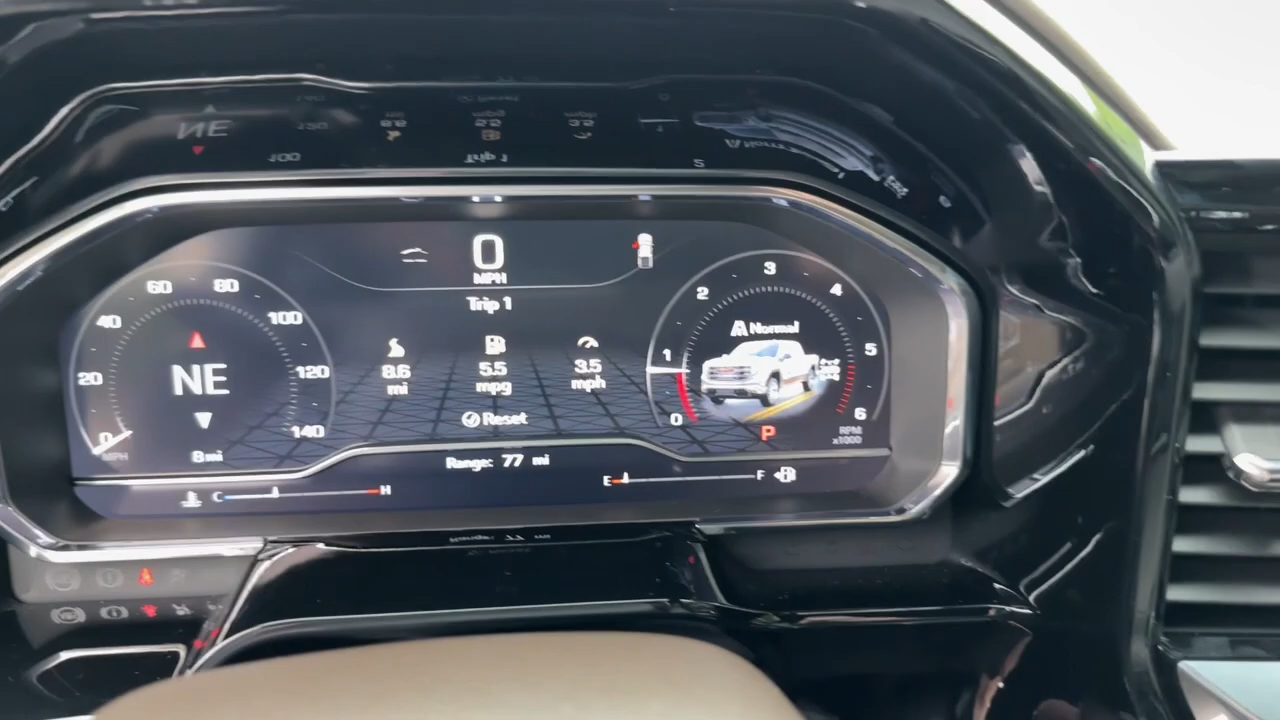 0
MPH
Trip 1
8.6
mi
5.5
mpg
3.5
mph
Reset
Range: 77 mi
0
20
40
60
80
100
120
140
MPH
NE
8 mi
C
H
E
F
0
1
2
3
4
5
6
RPM
x1000
Normal
P